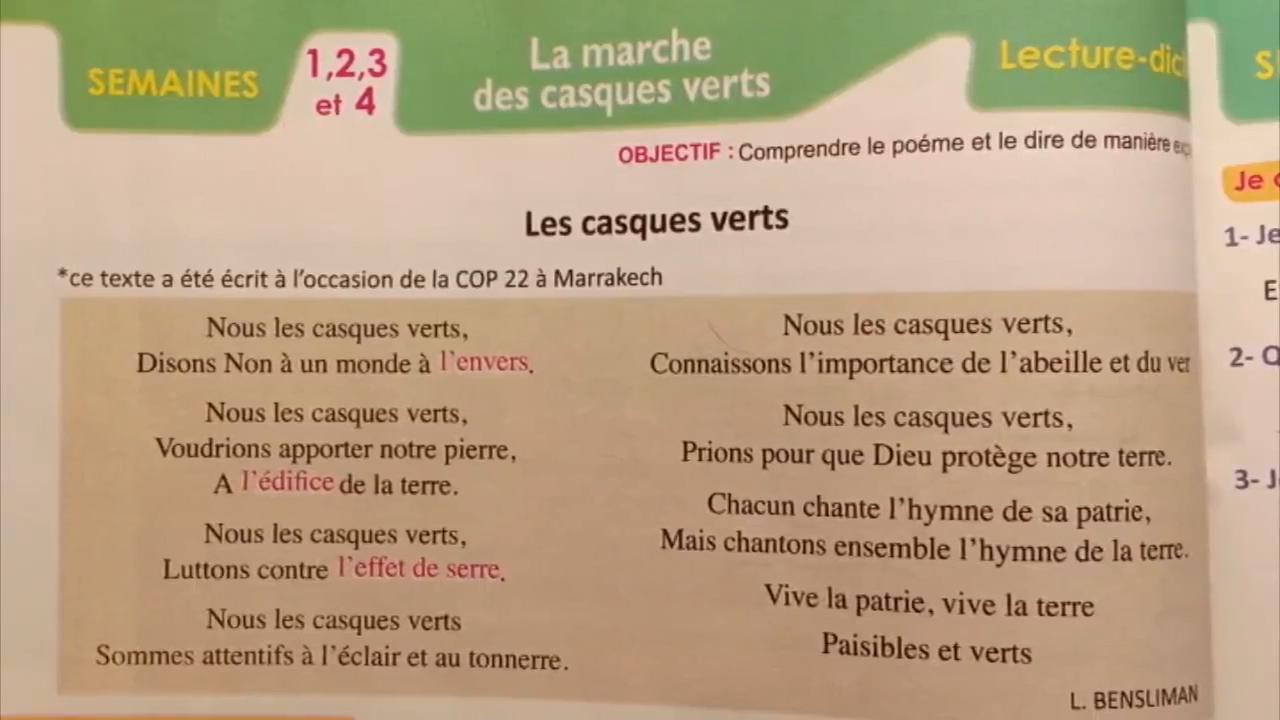 SEMAINES
1,2,3
et 4
La marche
des casques verts
Lecture-dic
OBJECTIF : Comprendre le poéme et le dire de manière
Les casques verts
*ce texte a été écrit à l'occasion de la COP 22 à Marrakech
Nous les casques verts,
Disons Non à un monde à l'envers.
Nous les casques verts,
Voudrions apporter notre pierre,
A l'édifice de la terre.
Nous les casques verts,
Luttons contre l'effet de serre.
Nous les casques verts
Sommes attentifs à l'éclair et au tonnerre.
Nous les casques verts,
Connaissons l'importance de l'abeille et du ver
Nous les casques verts,
Prions pour que Dieu protège notre terre.
Chacun chante l'hymne de sa patrie,
Mais chantons ensemble l'hymne de la terre.
Vive la patrie, vive la terre
Paisibles et verts
L. BENSLIMAN
S
Je
1- Je
E
2- Q
3- J